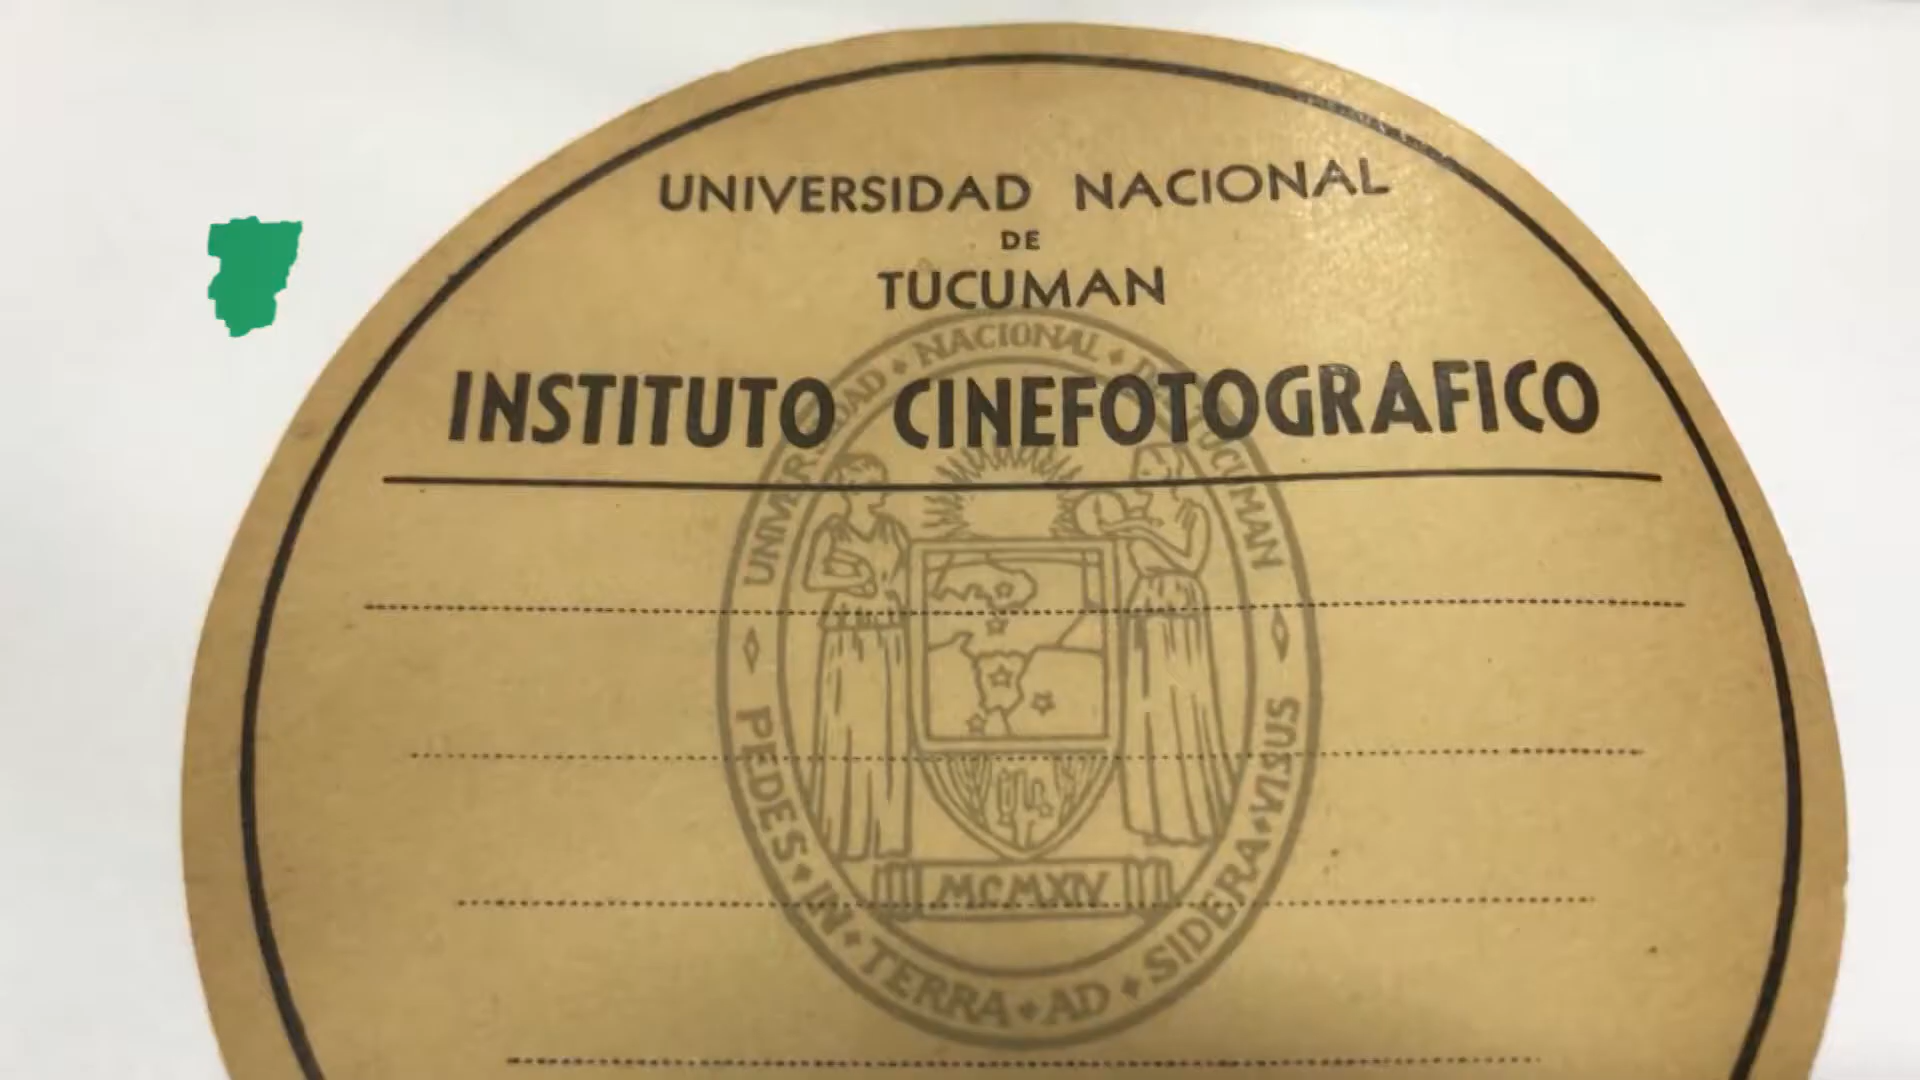 UNIVERSIDAD NACIONAL
DE
TUCUMAN
INSTITUTO CINEFOTOGRAFICO
UNIVERSIDAD • NACIONAL • DE TUCUMAN
MCMXIV
PEDES • IN • TERRA • AD • SIDERA • VISUS